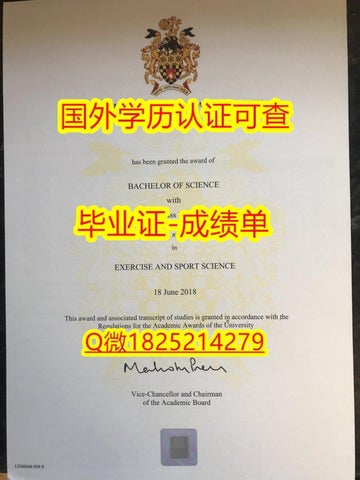 国外学历认证可查
has been granted the award of
BACHELOR OF SCIENCE
with
毕业证-成绩单
in
EXERCISE AND SPORT SCIENCE
18 June 2018
This award and associated transcript of studies is granted in accordance with the
Regulations for the Academic Awards of the University
Q微1825214279
Vice-Chancellor and Chairman
of the Academic Board